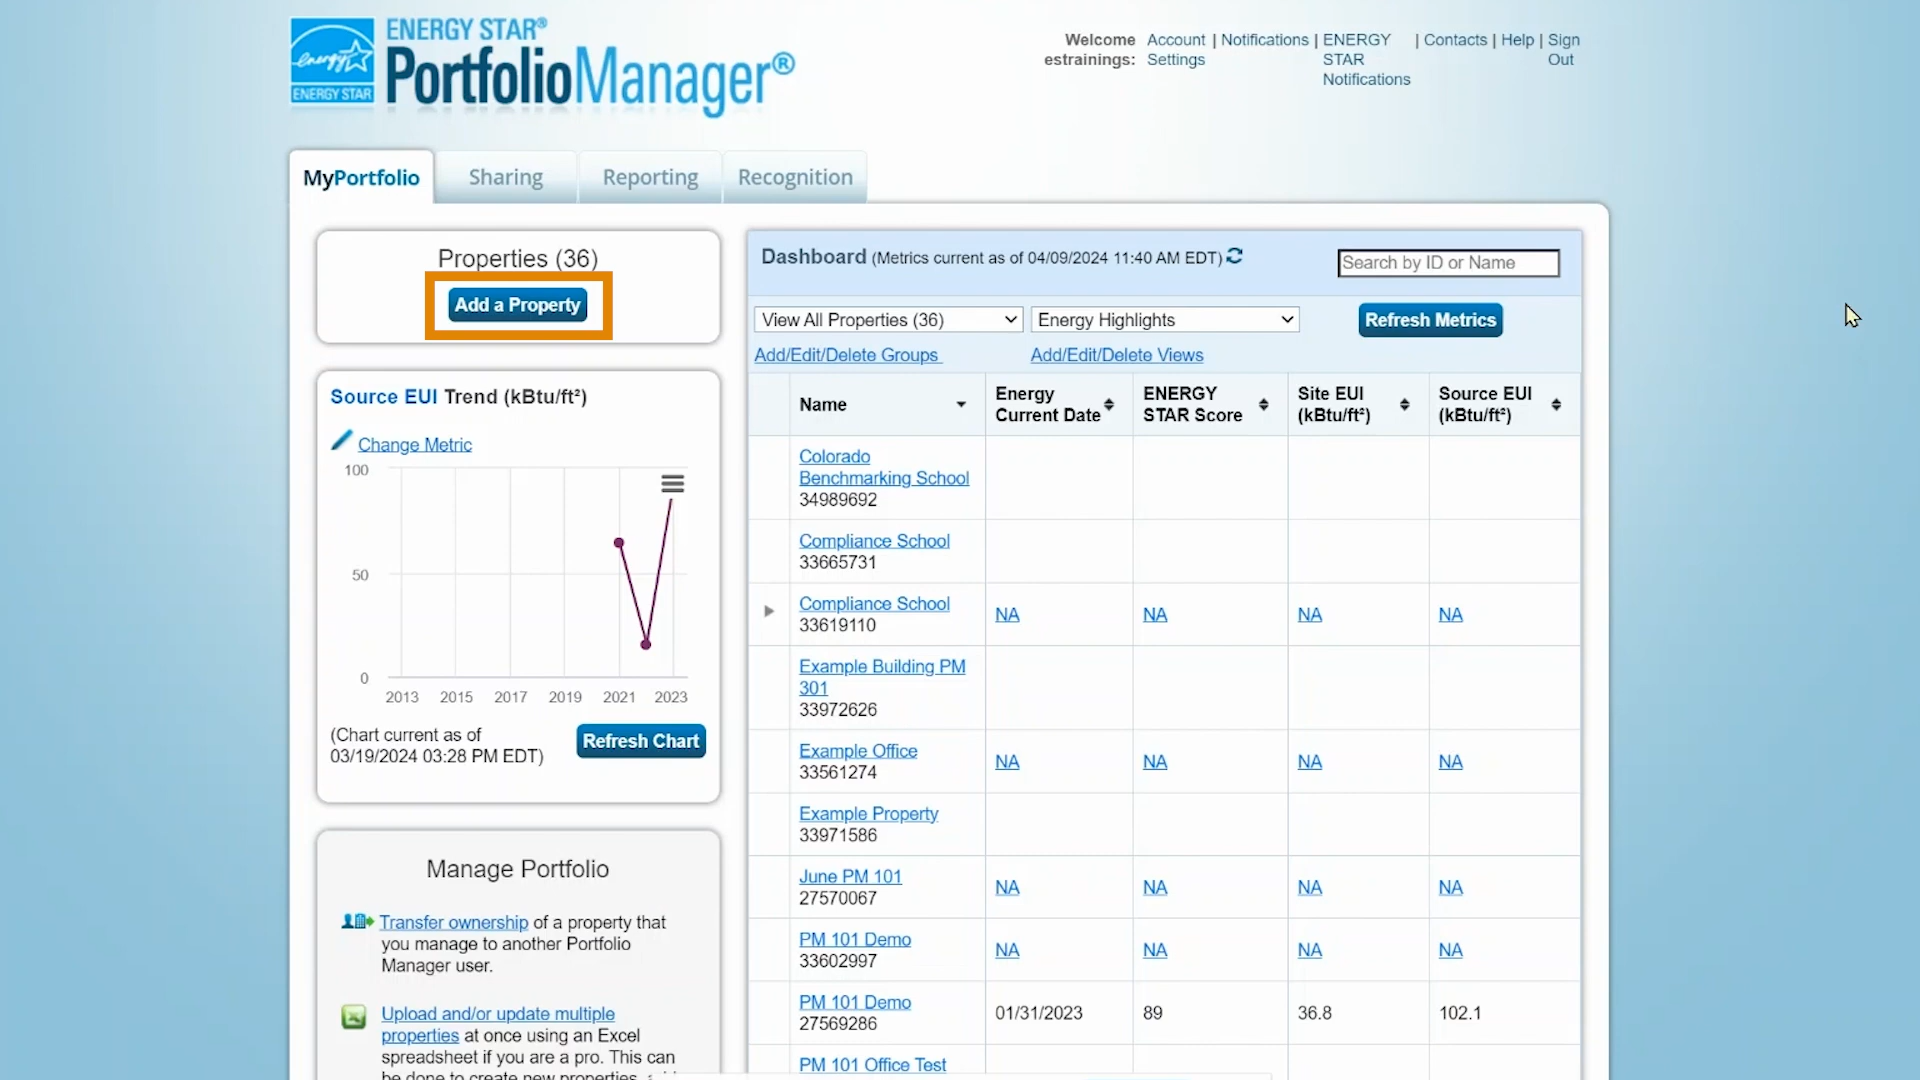 ENERGY STAR®
PortfolioManager®
energy
ENERGY STAR
Welcome estrainings:
Account Settings | Notifications | ENERGY STAR Notifications | Contacts | Help | Sign Out
MyPortfolio
Sharing
Reporting
Recognition
Properties (36)
Add a Property
Source EUI Trend (kBtu/ft²)
Change Metric
100
50
0
2013 2015 2017 2019 2021 2023
(Chart current as of
03/19/2024 03:28 PM EDT)
Refresh Chart
Manage Portfolio
Transfer ownership of a property that
you manage to another Portfolio
Manager user.
Upload and/or update multiple
properties at once using an Excel
spreadsheet if you are a pro. This can
be done to create new properties,
Dashboard (Metrics current as of 04/09/2024 11:40 AM EDT)
Search by ID or Name
View All Properties (36)
Energy Highlights
Refresh Metrics
Add/Edit/Delete Groups
Add/Edit/Delete Views
Name
Energy
Current Date
ENERGY
STAR Score
Site EUI
(kBtu/ft²)
Source EUI
(kBtu/ft²)
Colorado
Benchmarking School
34989692
Compliance School
33665731
Compliance School
33619110
NA NA NA NA
Example Building PM
301
33972626
Example Office
33561274
NA NA NA NA
Example Property
33971586
June PM 101
27570067
NA NA NA NA
PM 101 Demo
33602997
NA NA NA NA
PM 101 Demo
27569286
01/31/2023 89 36.8 102.1
PM 101 Office Test